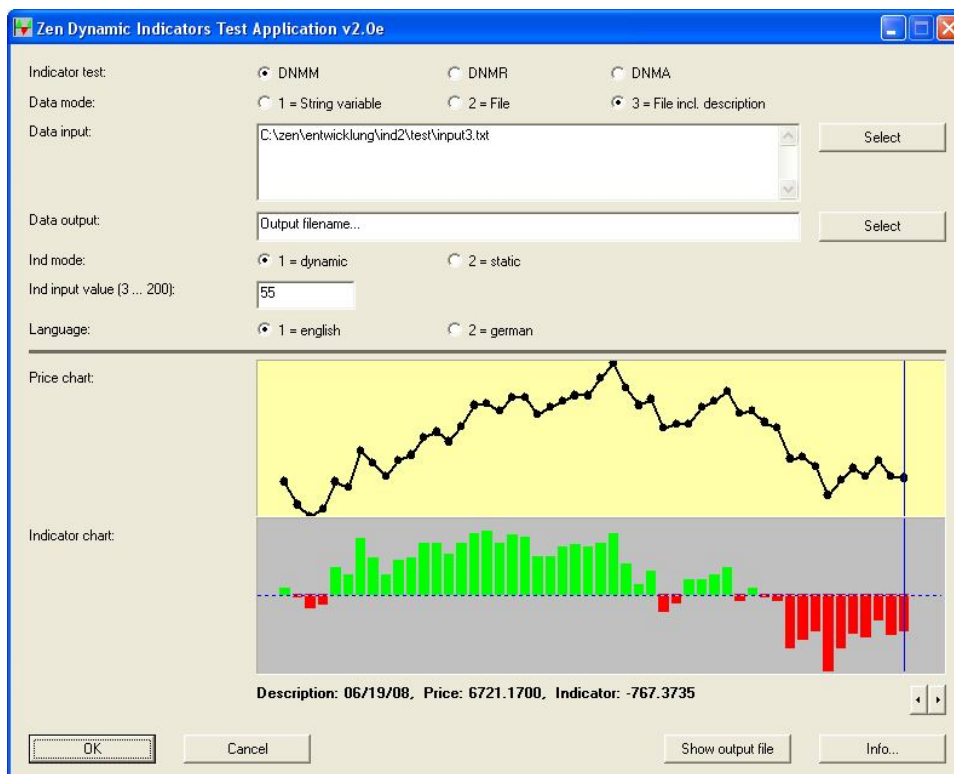 Zen Dynamic Indicators Test Application v2.0e
Indicator test: DNMM DNMR DNMA
Data mode: 1 = String variable 2 = File 3 = File incl. description
Data input: C:\zen\entwicklung\ind2\test\input3.txt Select
Data output: Output filename... Select
Ind mode: 1 = dynamic 2 = static
Ind input value (3 ... 200): 55
Language: 1 = english 2 = german
Price chart:
Indicator chart:
Description: 06/19/08, Price: 6721.1700, Indicator: -767.3735
OK Cancel Show output file Info...